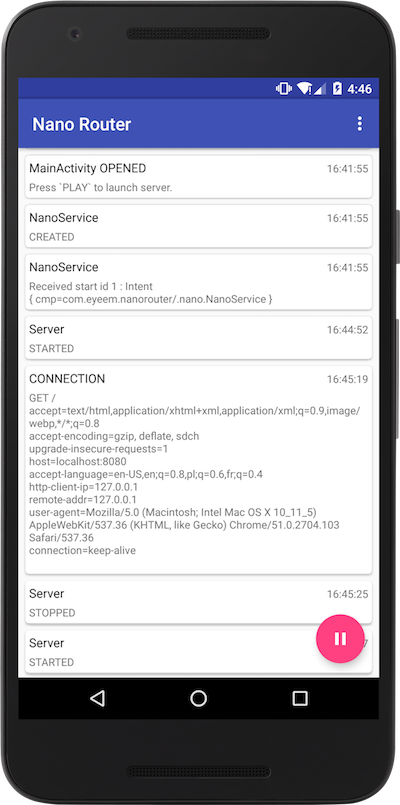 4:46
Nano Router
MainActivity OPENED 16:41:55
Press `PLAY` to launch server.
NanoService 16:41:55
CREATED
NanoService 16:41:55
Received start id 1 : Intent
{ cmp=com.eyeem.nanorouter/.nano.NanoService }
Server 16:44:52
STARTED
CONNECTION 16:45:19
GET /
accept=text/html,application/xhtml+xml,application/xml;q=0.9,image/
webp,*/*;q=0.8
accept-encoding=gzip, deflate, sdch
upgrade-insecure-requests=1
host=localhost:8080
accept-language=en-US,en;q=0.8,pl;q=0.6,fr;q=0.4
http-client-ip=127.0.0.1
remote-addr=127.0.0.1
user-agent=Mozilla/5.0 (Macintosh; Intel Mac OS X 10_11_5)
AppleWebKit/537.36 (KHTML, like Gecko) Chrome/51.0.2704.103
Safari/537.36
connection=keep-alive
Server 16:45:25
STOPPED
Server
STARTED